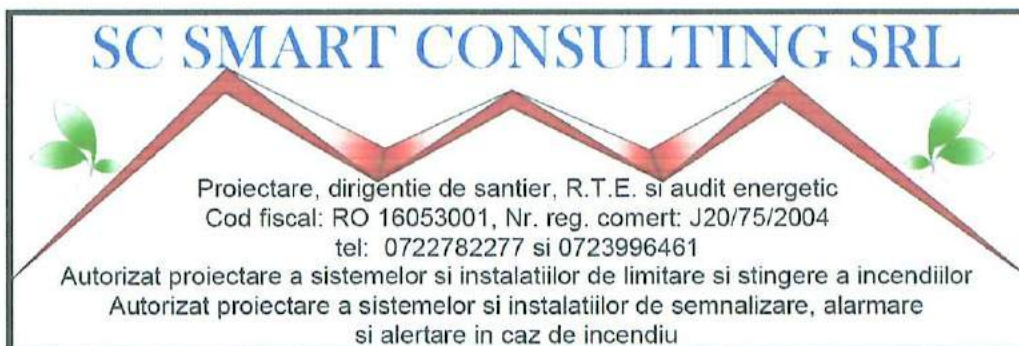 SC SMART CONSULTING SRL
Proiectare, dirigentie de santier, R.T.E. si audit energetic
Cod fiscal: RO 16053001, Nr. reg. comert: J20/75/2004
tel: 0722782277 si 0723996461
Autorizat proiectare a sistemelor si instalatiilor de limitare si stingere a incendiilor
Autorizat proiectare a sistemelor si instalatiilor de semnalizare, alarmare
si alertare in caz de incendiu